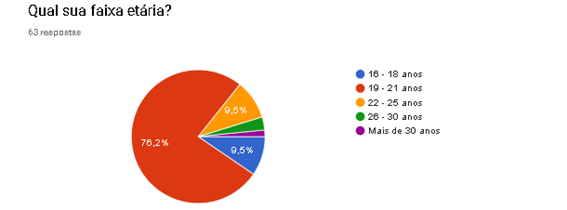 Qual sua faixa etária?
63 respostas
16 - 18 anos
19 - 21 anos
22 - 25 anos
26 - 30 anos
Mais de 30 anos
9,5%
76,2%
9,5%